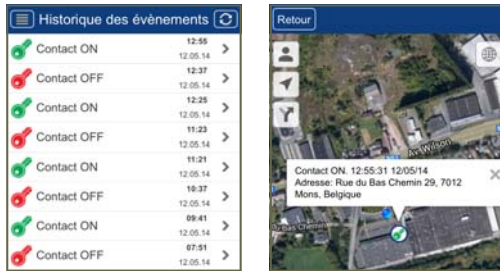 Historique des évènements
Contact ON
12:55
12.05.14
Contact OFF
12:37
12.05.14
Contact ON
12:25
12.05.14
Contact OFF
11:23
12.05.14
Contact ON
11:21
12.05.14
Contact OFF
10:37
12.05.14
Contact ON
09:41
12.05.14
Contact OFF
07:51
12.05.14
Retour
Av. Wilson
Contact ON. 12:55:31 12/05/14
Adresse: Rue du Bas Chemin 29, 7012
Mons, Belgique
Bas Chemin